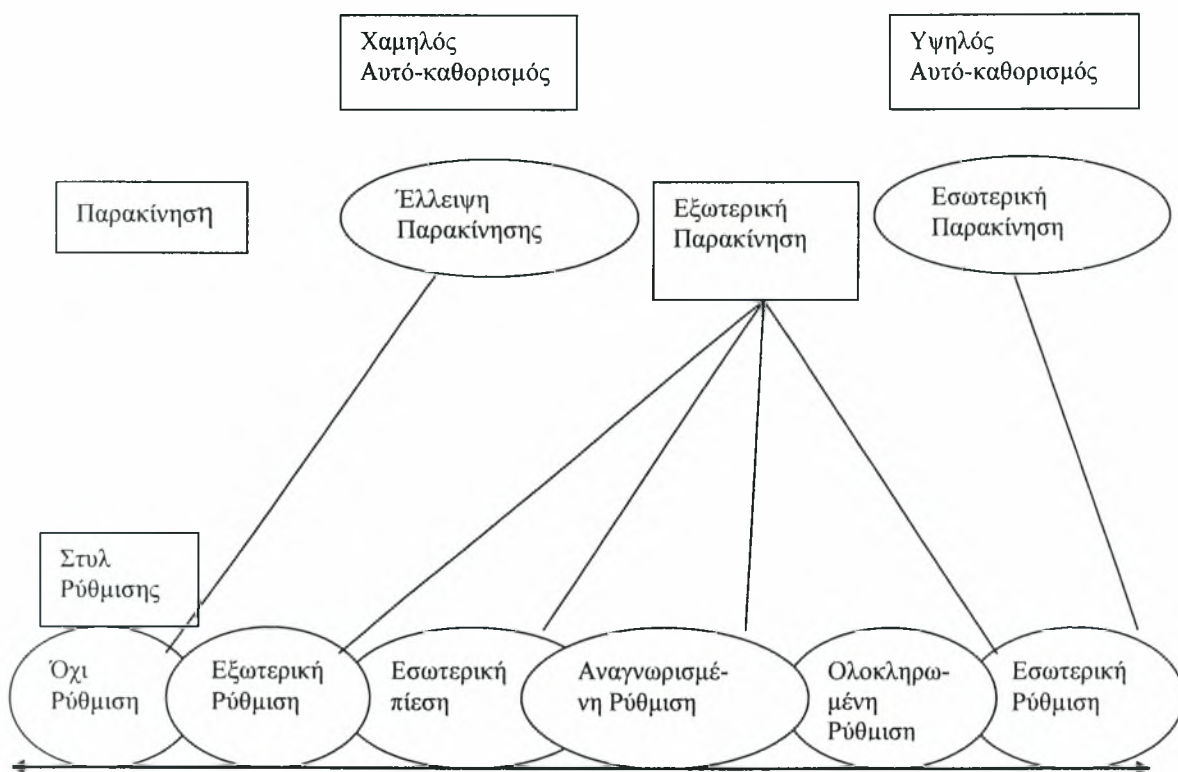 Χαμηλός
Αυτό-καθορισμός
Υψηλός
Αυτό-καθορισμός
Παρακίνηση
Έλλειψη
Παρακίνησης
Εξωτερική
Παρακίνηση
Εσωτερική
Παρακίνηση
Στυλ
Ρύθμισης
Όχι
Ρύθμιση
Εξωτερική
Ρύθμιση
Εσωτερική
πίεση
Αναγνωρισμέ-
νη Ρύθμιση
Ολοκληρω-
μένη
Ρύθμιση
Εσωτερική
Ρύθμιση